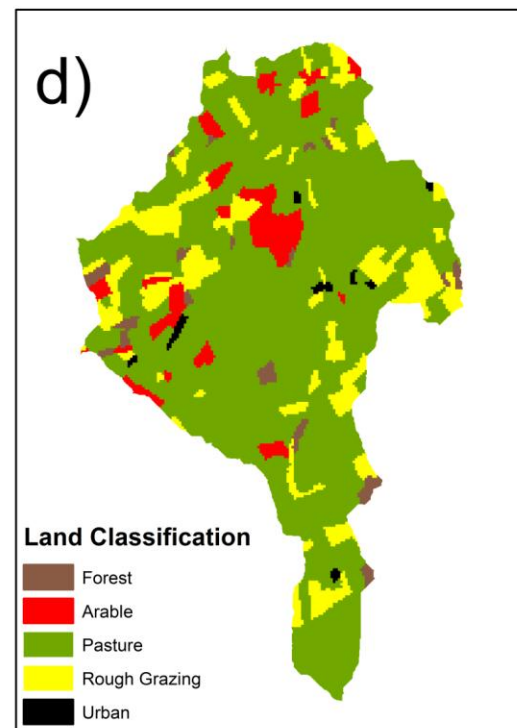 d)
Land Classification
Forest
Arable
Pasture
Rough Grazing
Urban